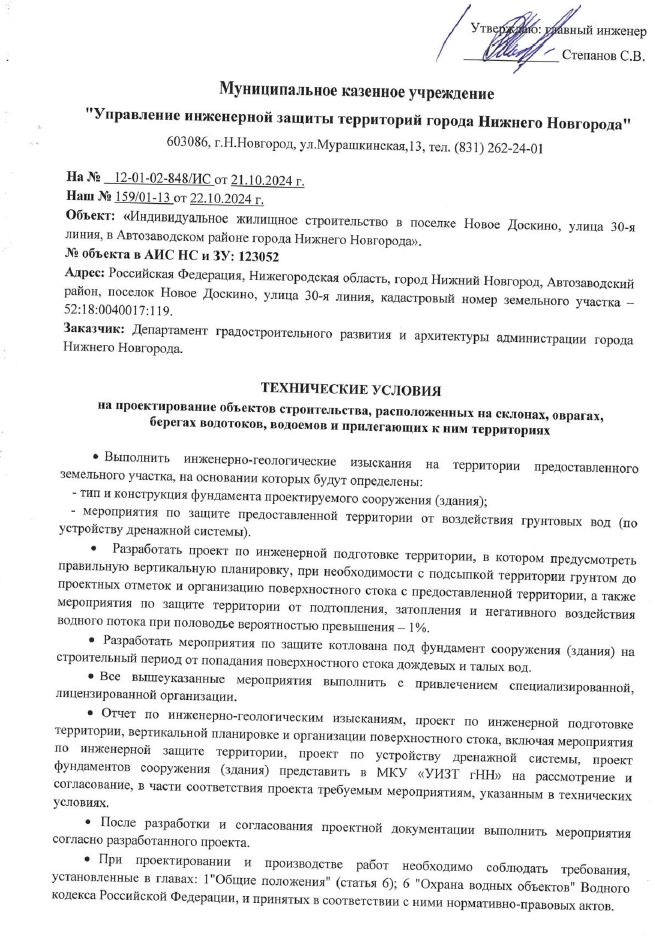 Утверждаю: главный инженер
Степанов С.В.
Муниципальное казенное учреждение
"Управление инженерной защиты территорий города Нижнего Новгорода"
603086, г.Н.Новгород, ул.Мурашкинская,13, тел. (831) 262-24-01
На № 12-01-02-848/ИС от 21.10.2024 г.
Наш № 159/01-13 от 22.10.2024 г.
Объект: «Индивидуальное жилищное строительство в поселке Новое Доскино, улица 30-я
линия, в Автозаводском районе города Нижнего Новгорода».
№ объекта в АИС НС и ЗУ: 123052
Адрес: Российская Федерация, Нижегородская область, город Нижний Новгород, Автозаводский
район, поселок Новое Доскино, улица 30-я линия, кадастровый номер земельного участка –
52:18:0040017:119.
Заказчик: Департамент градостроительного развития и архитектуры администрации города
Нижнего Новгорода.
ТЕХНИЧЕСКИЕ УСЛОВИЯ
на проектирование объектов строительства, расположенных на склонах, оврагах,
берегах водотоков, водоемов и прилегающих к ним территориях
• Выполнить инженерно-геологические изыскания на территории предоставленного
земельного участка, на основании которых будут определены:
- тип и конструкция фундамента проектируемого сооружения (здания);
- мероприятия по защите предоставленной территории от воздействия грунтовых вод (по
устройству дренажной системы).
• Разработать проект по инженерной подготовке территории, в котором предусмотреть
правильную вертикальную планировку, при необходимости с подсыпкой территории грунтом до
проектных отметок и организацию поверхностного стока с предоставленной территории, а также
мероприятия по защите территории от подтопления, затопления и негативного воздействия
водного потока при половодье вероятностью превышения – 1%.
• Разработать мероприятия по защите котлована под фундамент сооружения (здания) на
строительный период от попадания поверхностного стока дождевых и талых вод.
• Все вышеуказанные мероприятия выполнить с привлечением специализированной,
лицензированной организации.
• Отчет по инженерно-геологическим изысканиям, проект по инженерной подготовке
территории, вертикальной планировке и организации поверхностного стока, включая мероприятия
по инженерной защите территории, проект по устройству дренажной системы, проект
фундаментов сооружения (здания) представить в МКУ «УИЗТ гНН» на рассмотрение и
согласование, в части соответствия проекта требуемым мероприятиям, указанным в технических
условиях.
• После разработки и согласования проектной документации выполнить мероприятия
согласно разработанного проекта.
• При проектировании и производстве работ необходимо соблюдать требования,
установленные в главах: 1"Общие положения" (статья 6); 6 "Охрана водных объектов" Водного
кодекса Российской Федерации, и принятых в соответствии с ними нормативно-правовых актов.